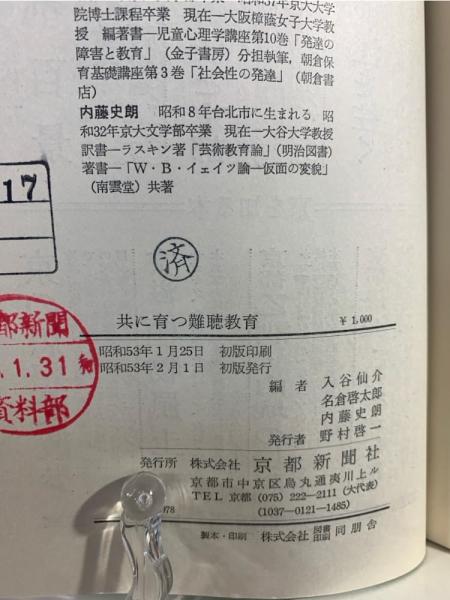 院博士課程卒業 現在―大阪樟蔭女子大学教
授 編著書―児童心理学講座第10巻「発達の
障害と教育」(金子書房)分担執筆,朝倉保
育基礎講座第3巻「社会性の発達」(朝倉書
店)
内藤史朗 昭和8年台北市に生まれる 昭
和32年京大文学部卒業 現在―大谷大学教授
訳書―ラスキン著「芸術教育論」(明治図書)
著書―「W・B・イェイツ論―仮面の変貌」
(南雲堂)共著
17
済
共に育つ難聴教育 ¥1,000
都新聞
.1.31
資料部
昭和53年1月25日 初版印刷
昭和53年2月1日 初版発行
編者 入谷仙介
名倉啓太郎
内藤史朗
発行者 野村啓一
発行所 株式会社 京都新聞社
京都市中京区烏丸通夷川上ル
TEL 京都(075)222―2111(大代表)
978 (1037―0121―1485)
製本・印刷 株式会社 図書印刷 同朋舎